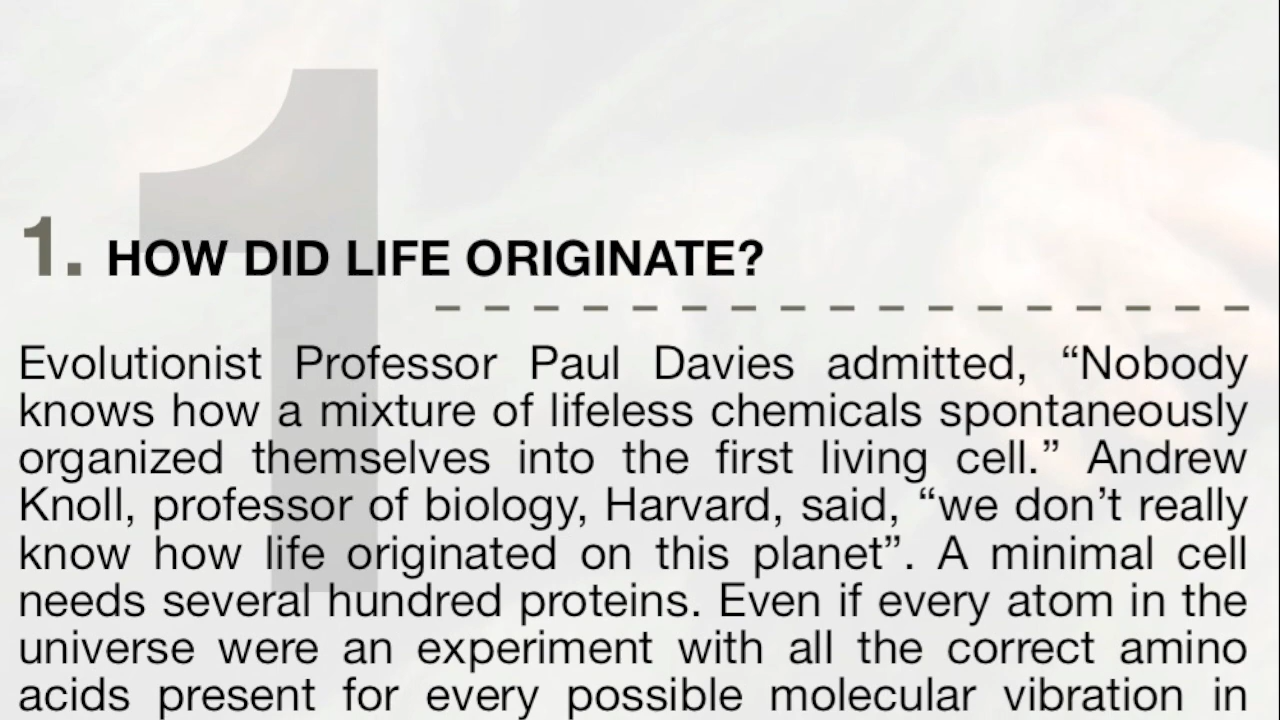 1
1. HOW DID LIFE ORIGINATE?
Evolutionist Professor Paul Davies admitted, “Nobody
knows how a mixture of lifeless chemicals spontaneously
organized themselves into the first living cell.” Andrew
Knoll, professor of biology, Harvard, said, “we don’t really
know how life originated on this planet”. A minimal cell
needs several hundred proteins. Even if every atom in the
universe were an experiment with all the correct amino
acids present for every possible molecular vibration in